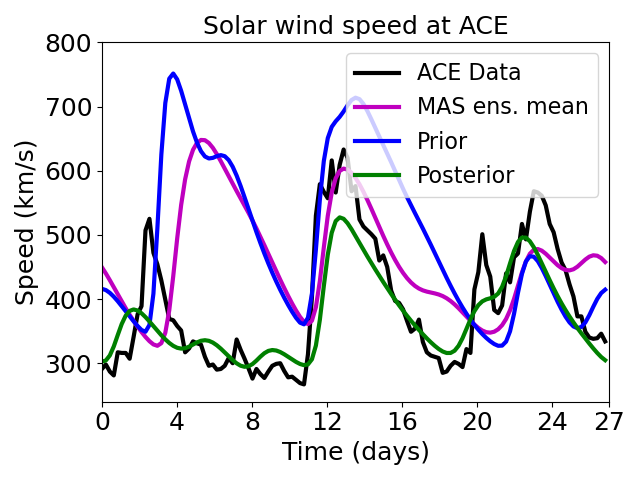 Solar wind speed at ACE
Speed (km/s)
800
700
600
500
400
300
ACE Data
MAS ens. mean
Prior
Posterior
0 4 8 12 16 20 24 27
Time (days)